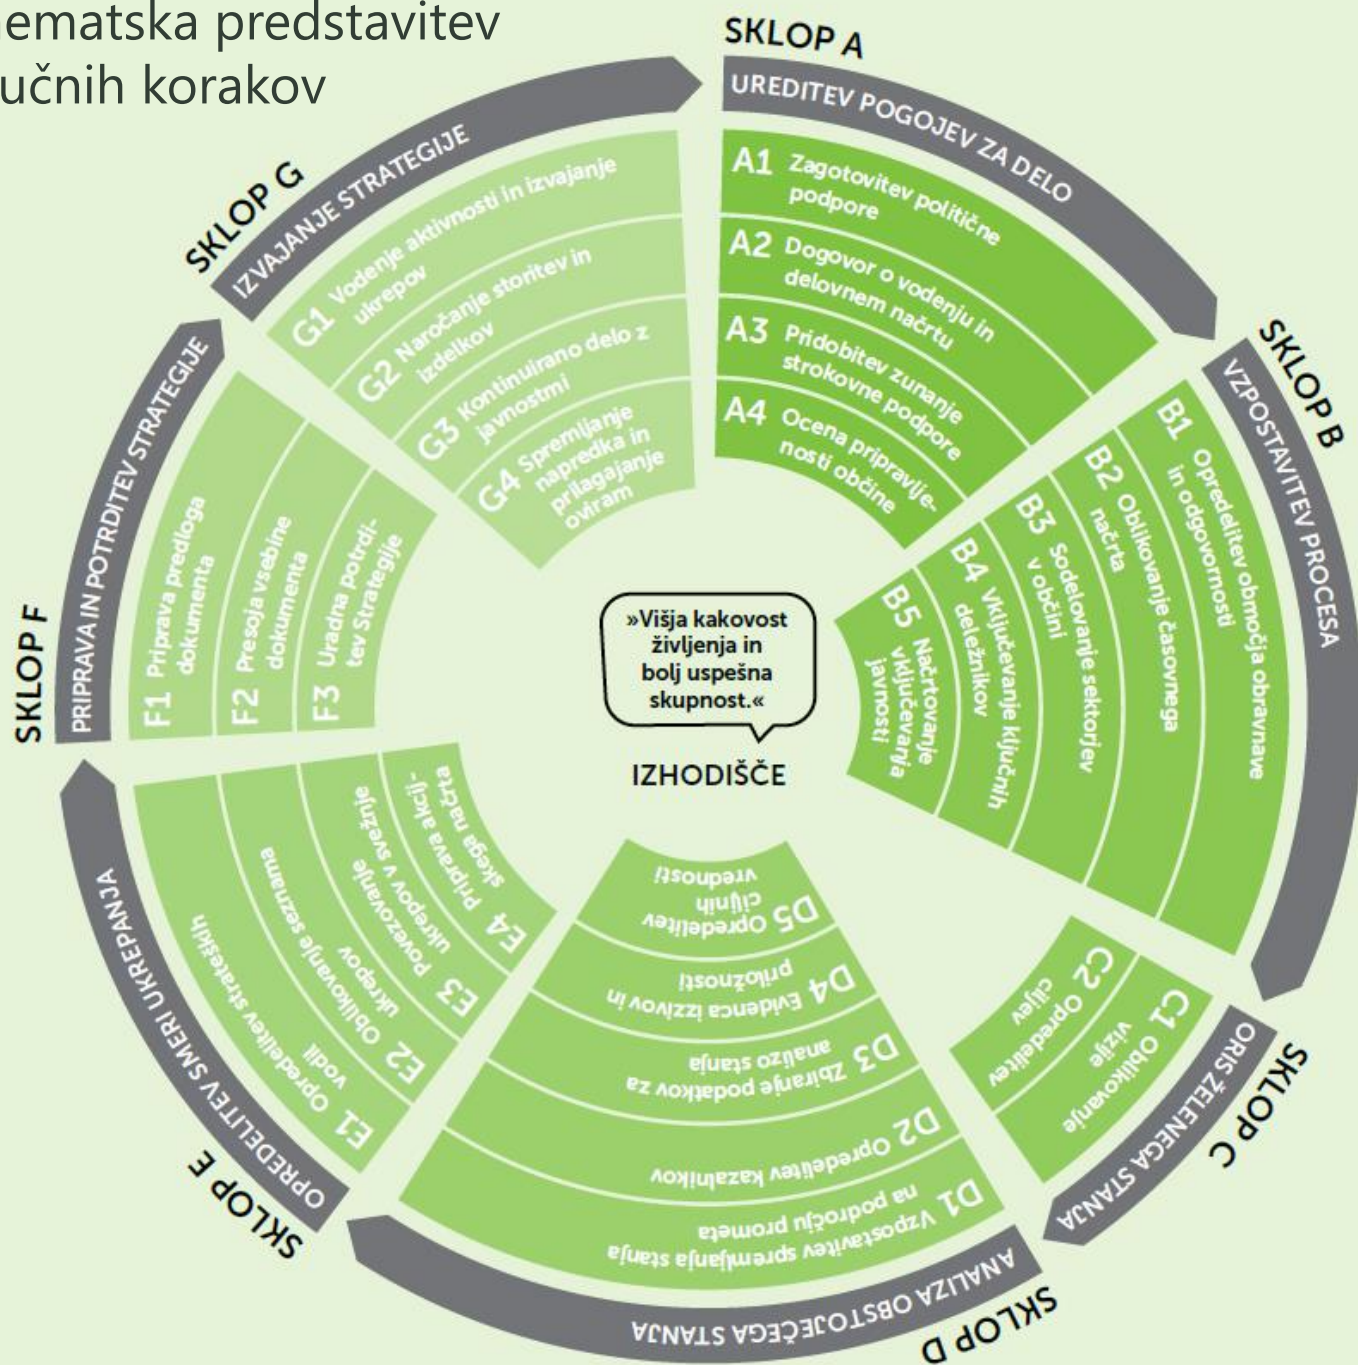 ematska predstavitev
učnih korakov
SKLOP A
UREDITEV POGOJEV ZA DELO
A1 Zagotovitev politične
podpore
A2 Dogovor o vodenju in
delovnem načrtu
A3 Pridobitev zunanje
strokovne podpore
A4 Ocena pripravlje-
nosti občine
SKLOP B
VZPOSTAVITEV PROCESA
B1 Opredelitev območja obravnave
in odgovornosti
B2 Oblikovanje časovnega
načrta
B3 Sodelovanje sektorjev
v občini
B4 Vključevanje ključnih
deležnikov
B5 Načrtovanje
vključevanja
javnosti
SKLOP C
ORIS ŽELENEGA STANJA
C1 Oblikovanje
vizije
C2 Opredelitev
ciljev
SKLOP D
ANALIZA OBSTOJEČEGA STANJA
D1 Vzpostavitev spremljanja stanja
na področju prometa
D2 Opredelitev kazalnikov
D3 Zbiranje podatkov za
analizo stanja
D4 Evidenca izzivov in
priložnosti
D5 Opredelitev
ciljnih
vrednosti
SKLOP E
OPREDELITEV SMERI UKREPANJA
E1 Opredelitev strateških
vodil
E2 Oblikovanje seznama
ukrepov
E3 Povezovanje
ukrepov v svežnje
E4 Priprava akcij-
skega načrta
SKLOP F
PRIPRAVA IN POTRDITEV STRATEGIJE
F1 Priprava predloga
dokumenta
F2 Presoja vsebine
dokumenta
F3 Uradna potrdi-
tev Strategije
SKLOP G
IZVAJANJE STRATEGIJE
G1 Vodenje aktivnosti in izvajanje
ukrepov
G2 Naročanje storitev in
izdelkov
G3 Kontinuirano delo z
javnostmi
G4 Spremljanje
napredka in
prilagajanje
oviram
»Višja kakovost
življenja in
bolj uspešna
skupnost.«
IZHODIŠČE